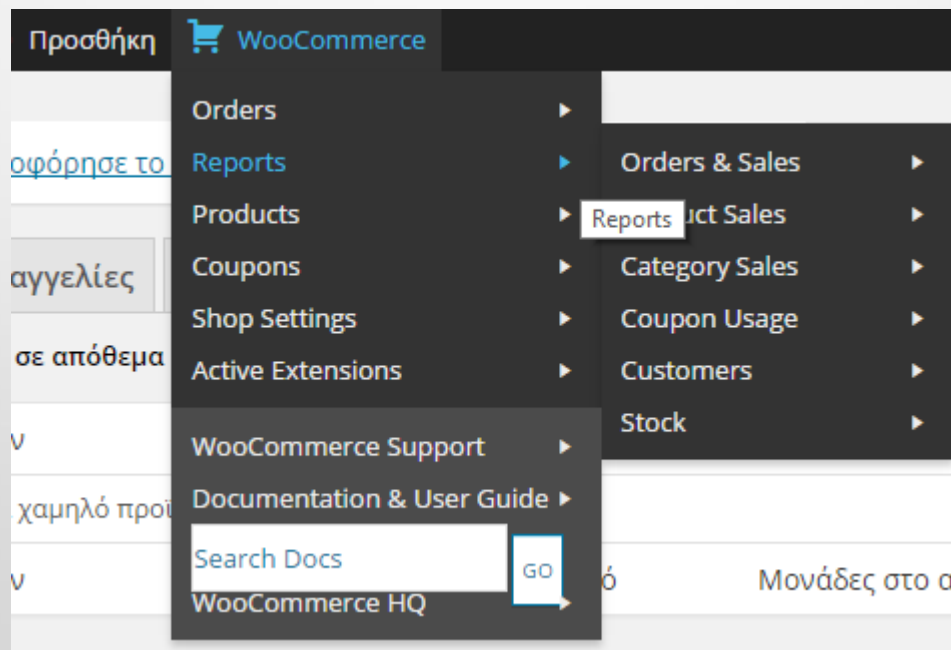 Προσθήκη WooCommerce
Orders
οφόρησε το Reports Orders & Sales
Products Reports Sales
αγγελίες Coupons Category Sales
Shop Settings Coupon Usage
σε απόθεμα Active Extensions Customers
Stock
WooCommerce Support
χαμηλό Documentation & User Guide
Search Docs GO Μονάδες στο
WooCommerce HQ